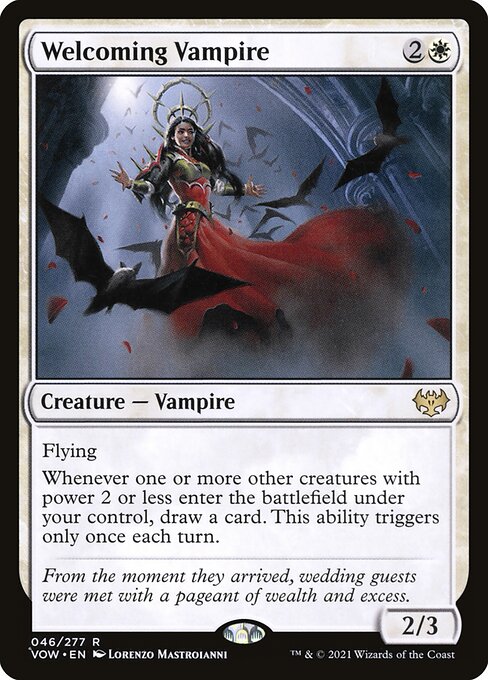 Welcoming Vampire 2
Creature — Vampire
Flying
Whenever one or more other creatures with
power 2 or less enter the battlefield under
your control, draw a card. This ability triggers
only once each turn.
From the moment they arrived, wedding guests
were met with a pageant of wealth and excess.
2/3
046/277 R
VOW • EN Lorenzo Mastroianni ™ & © 2021 Wizards of the Coast